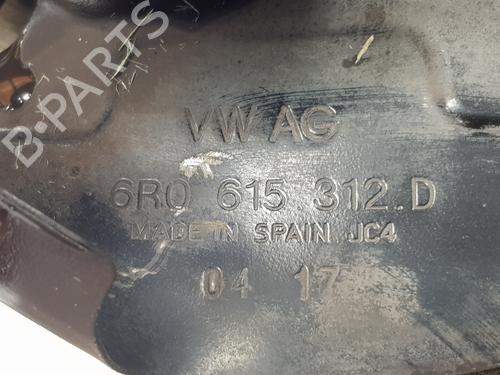 B-PARTS
VW AG
6R0 615 312.D
MADE IN SPAIN JC4
04 17